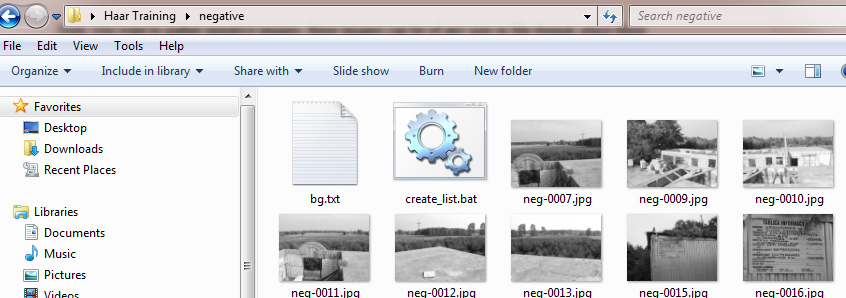 Haar Training
negative
Search negative
File Edit View Tools Help
Organize Include in library Share with Slide show Burn New folder
Favorites
Desktop
Downloads
Recent Places
Libraries
Documents
Music
Pictures
Videos
bg.txt create_list.bat neg-0007.jpg neg-0009.jpg neg-0010.jpg
neg-0011.jpg neg-0012.jpg neg-0013.jpg neg-0015.jpg neg-0016.jpg
TABLICA